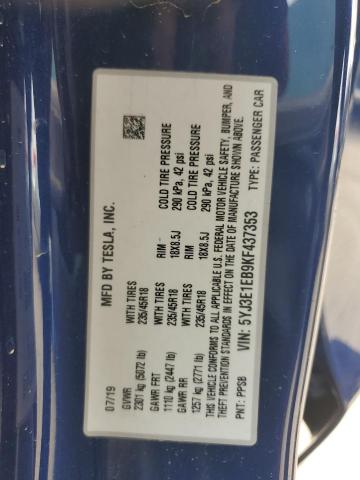 MFD BY TESLA, INC.
07/19
GVWR
2301 kg (5072 lb)
GAWR FRT WITH TIRES RIM COLD TIRE PRESSURE
1110 kg (2447 lb) 235/45R18 18X8.5J 290 kPa, 42 psi
GAWR RR WITH TIRES RIM COLD TIRE PRESSURE
1257 kg (2771 lb) 235/45R18 18X8.5J 290 kPa, 42 psi
THIS VEHICLE CONFORMS TO ALL APPLICABLE U.S. FEDERAL MOTOR VEHICLE SAFETY, BUMPER, AND
THEFT PREVENTION STANDARDS IN EFFECT ON THE DATE OF MANUFACTURE SHOWN ABOVE.
VIN: 5YJ3E1EB9KF437353
PNT: PPSB TYPE: PASSENGER CAR